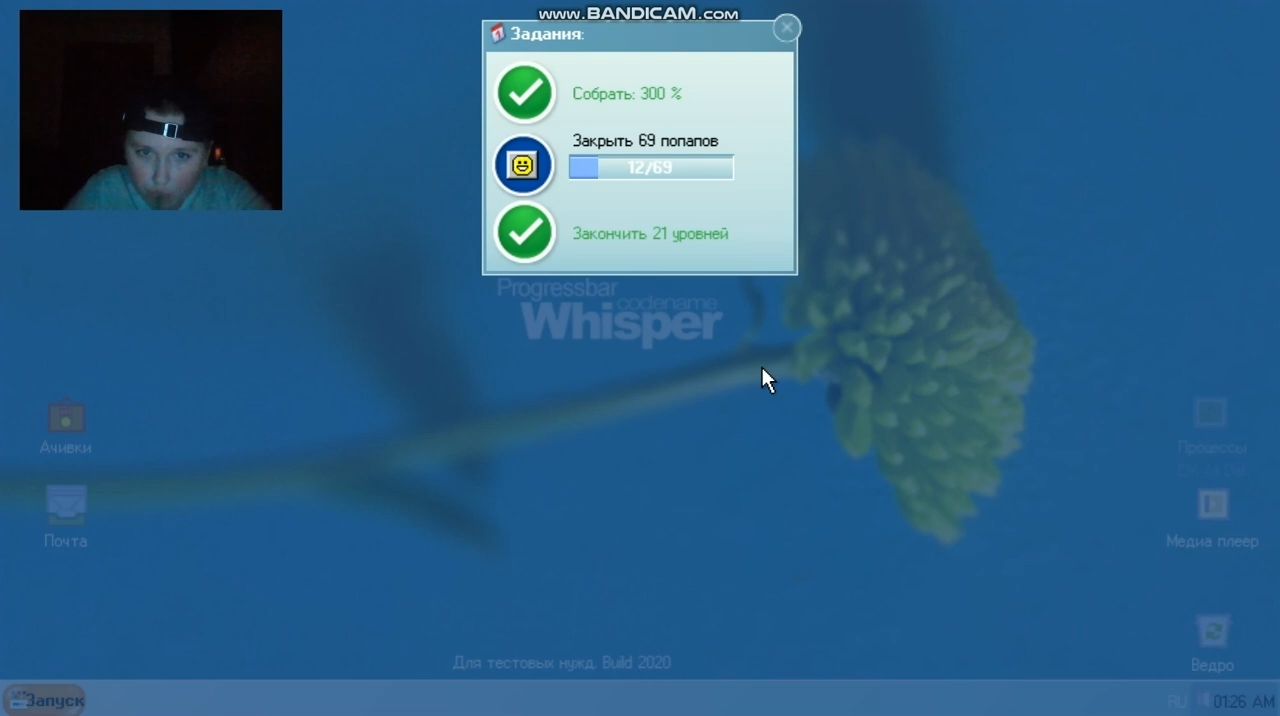 www.BANDICAM.com
Задания:
Собрать: 300 %
Закрыть 69 попапов
12/69
Закончить 21 уровней
Progressbar
codename
Whisper
Ачивки
Почта
Процессы
Медиа плеер
Ведро
Для тестовых нужд. Build 2020
Запуск
RU
01:26 AM